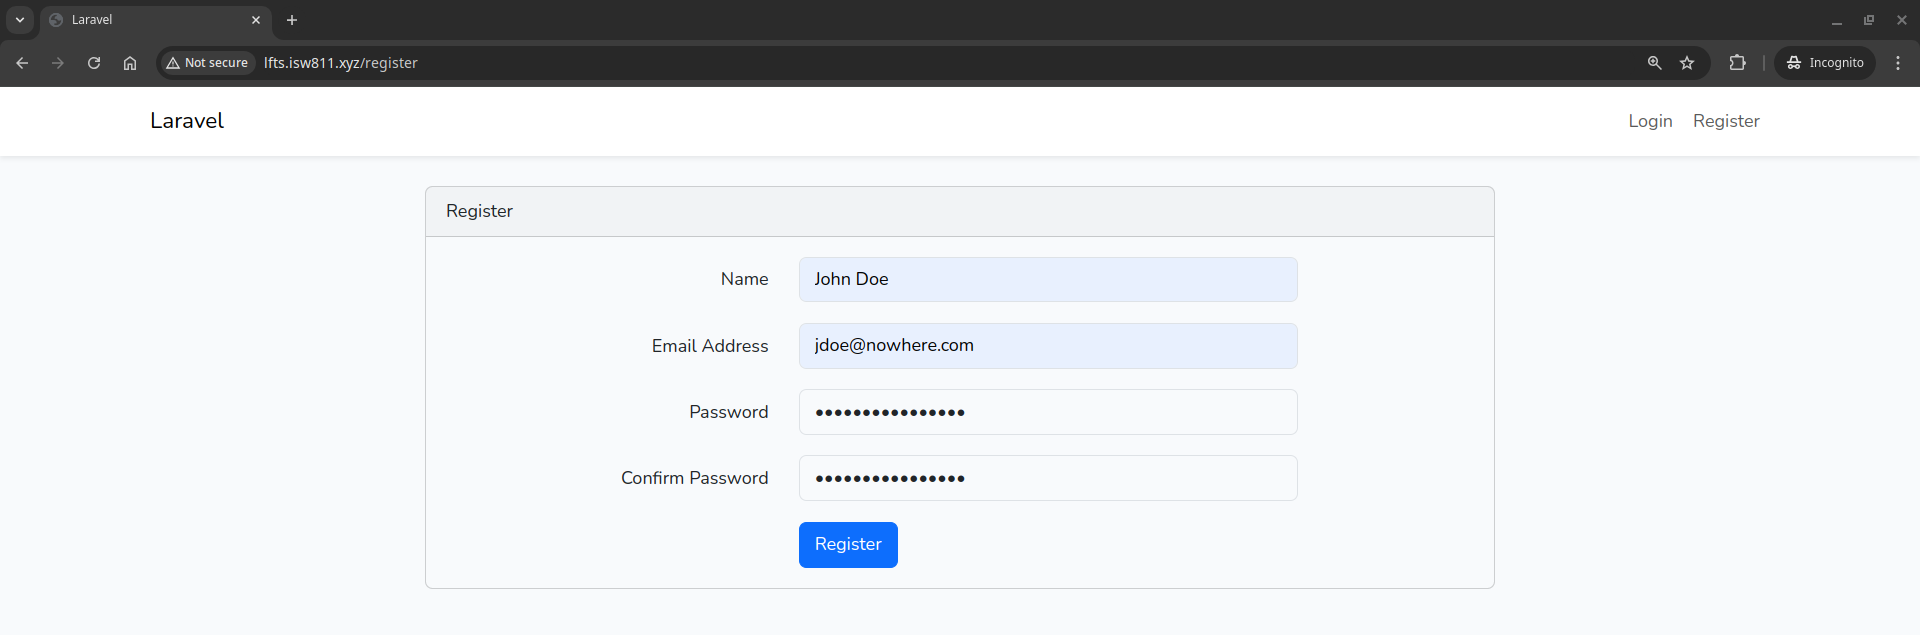 Laravel
Not secure lfts.isw811.xyz/register Incognito
Laravel Login Register
Register
Name John Doe
Email Address jdoe@nowhere.com
Password ••••••••••••••••
Confirm Password ••••••••••••••••
Register